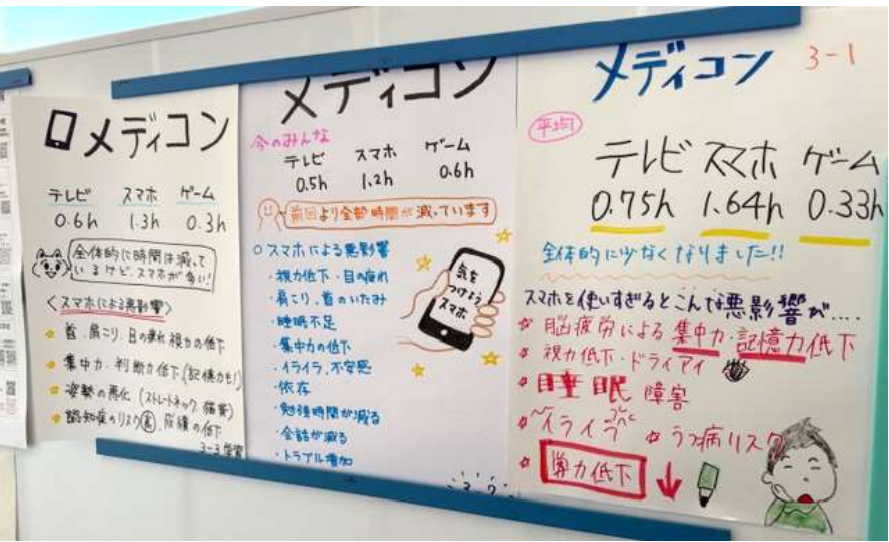 メディコン
テレビ スマホ ゲーム
0.6h 1.3h 0.3h
全体的に時間は減って
いるけど、スマホが多い!
〈スマホによる悪影響〉
首・肩こり、目の疲れ 視力の低下
集中力・判断力低下(記憶力も!)
姿勢の悪化(ストレートネック 猫背)
認知症のリスク高、成績の低下
3-3 学習
メディコン
今のみんな
テレビ スマホ ゲーム
0.5h 1.2h 0.6h
前回より全部時間が減っています
○スマホによる悪影響
・視力低下・目の疲れ
・肩こり、首のいたみ
・睡眠不足
・集中力の低下
・イライラ、不安感
・依存
・勉強時間が減る
・会話が減る
・トラブル増加
気を
つけよう
スマホ
メディコン 3-1
平均
テレビ スマホ ゲーム
0.75h 1.64h 0.33h
全体的に少なくなりました!!
スマホを使いすぎるとこんな悪影響が....
脳疲労による集中力・記憶力低下
視力低下・ドライアイ
睡眠障害
イライラ うつ病リスク
学力低下